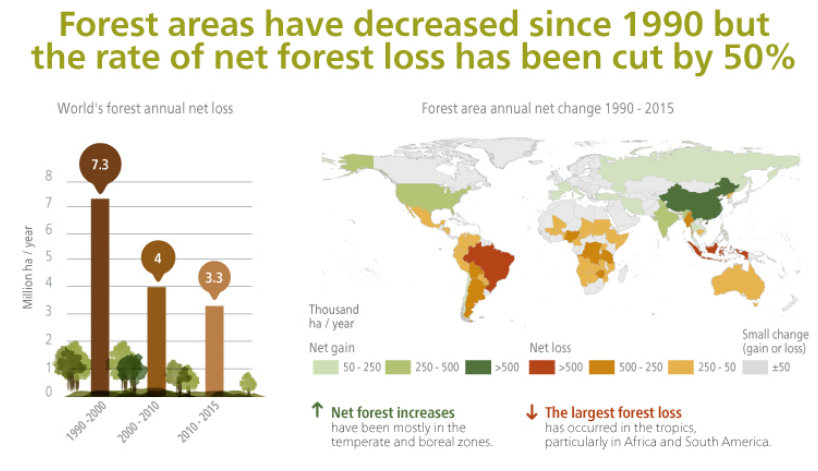 Forest areas have decreased since 1990 but
the rate of net forest loss has been cut by 50%
World's forest annual net loss
Million ha / year
8
7
6
5
4
3
2
1
0
7.3
4
3.3
1990-2000
2000-2010
2010-2015
Forest area annual net change 1990 - 2015
Thousand
ha / year
Net gain
50 - 250
250 - 500
>500
Net loss
>500
500 - 250
250 - 50
Small change
(gain or loss)
±50
↑ Net forest increases
have been mostly in the
temperate and boreal zones.
↓ The largest forest loss
has occurred in the tropics,
particularly in Africa and South America.